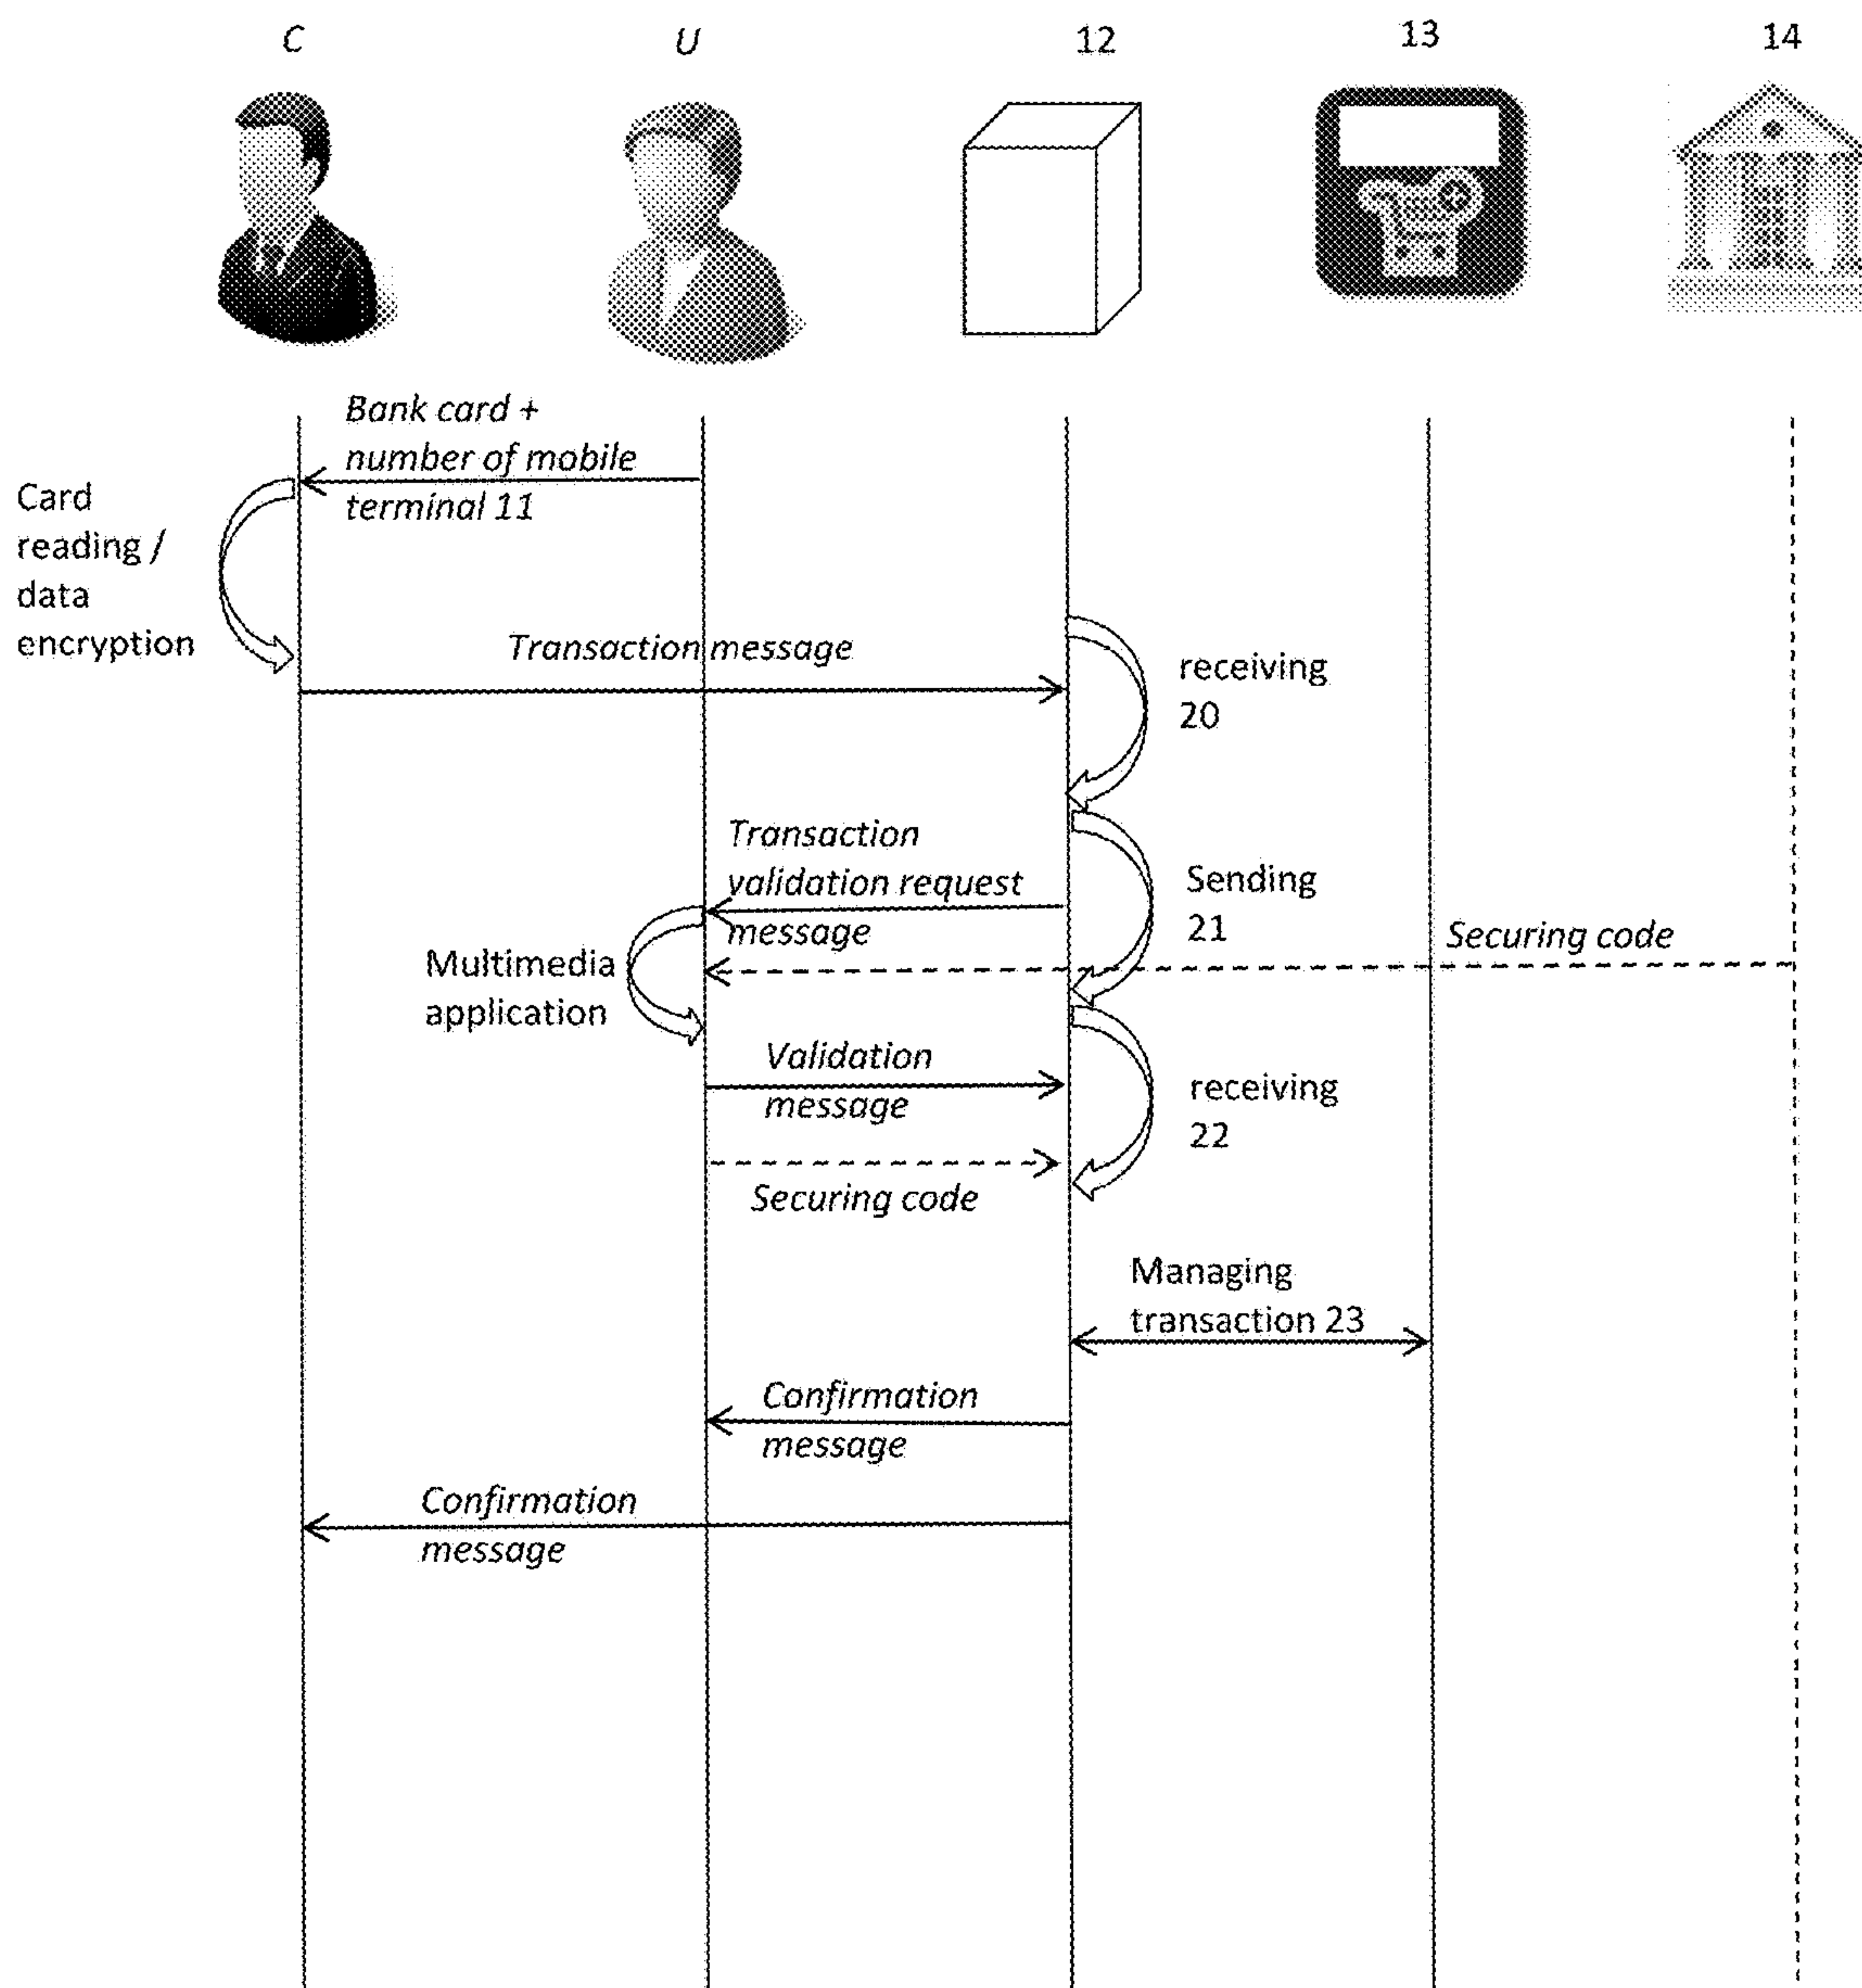 C
U
12
13
14
Bank card +
number of mobile
terminal 11
Card
reading /
data
encryption
Transaction message
receiving
20
Transaction
validation request
message
Sending
21
Securing code
Multimedia
application
Validation
message
receiving
22
Securing code
Managing
transaction 23
Confirmation
message
Confirmation
message